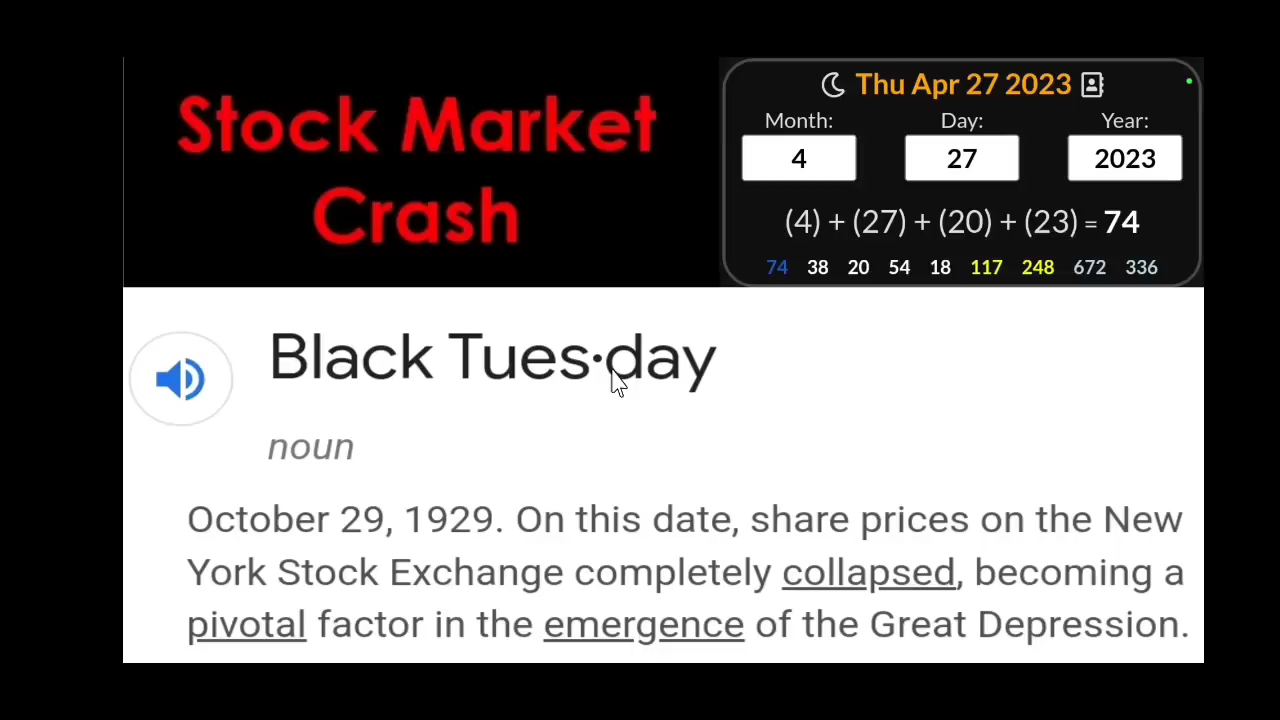 Stock Market
Crash
Thu Apr 27 2023
Month: Day: Year:
4 27 2023
(4) + (27) + (20) + (23) = 74
74 38 20 54 18 117 248 672 336
Black Tues·day
noun
October 29, 1929. On this date, share prices on the New
York Stock Exchange completely collapsed, becoming a
pivotal factor in the emergence of the Great Depression.